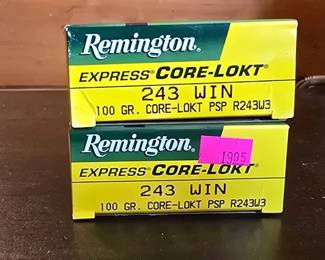 Remington.
EXPRESS® CORE-LOKT®
243 WIN
100 GR. CORE-LOKT PSP R243W3
Remington.
EXPRESS® CORE-LOKT®
1995
243 WIN
100 GR. CORE-LOKT PSP R243W3